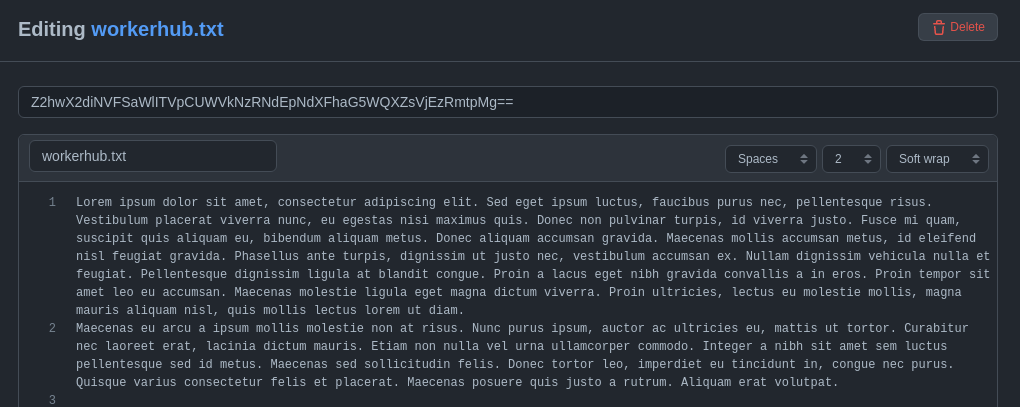 Editing workerhub.txt
Delete
Z2hwX2diNVFSaWlITVpCUWVkNzRNdEpNdXFhaG5WQXZsVjEzRmtpMg==
workerhub.txt
Spaces
2
Soft wrap
1 Lorem ipsum dolor sit amet, consectetur adipiscing elit. Sed eget ipsum luctus, faucibus purus nec, pellentesque risus.
Vestibulum placerat viverra nunc, eu egestas nisi maximus quis. Donec non pulvinar turpis, id viverra justo. Fusce mi quam,
suscipit quis aliquam eu, bibendum aliquam metus. Donec aliquam accumsan gravida. Maecenas mollis accumsan metus, id eleifend
nisl feugiat gravida. Phasellus ante turpis, dignissim ut justo nec, vestibulum accumsan ex. Nullam dignissim vehicula nulla et
feugiat. Pellentesque dignissim ligula at blandit congue. Proin a lacus eget nibh gravida convallis a in eros. Proin tempor sit
amet leo eu accumsan. Maecenas molestie ligula eget magna dictum viverra. Proin ultricies, lectus eu molestie mollis, magna
mauris aliquam nisl, quis mollis lectus lorem ut diam.
2 Maecenas eu arcu a ipsum mollis molestie non at risus. Nunc purus ipsum, auctor ac ultricies eu, mattis ut tortor. Curabitur
nec laoreet erat, lacinia dictum mauris. Etiam non nulla vel urna ullamcorper commodo. Integer a nibh sit amet sem luctus
pellentesque sed id metus. Maecenas sed sollicitudin felis. Donec tortor leo, imperdiet eu tincidunt in, congue nec purus.
Quisque varius consectetur felis et placerat. Maecenas posuere quis justo a rutrum. Aliquam erat volutpat.
3